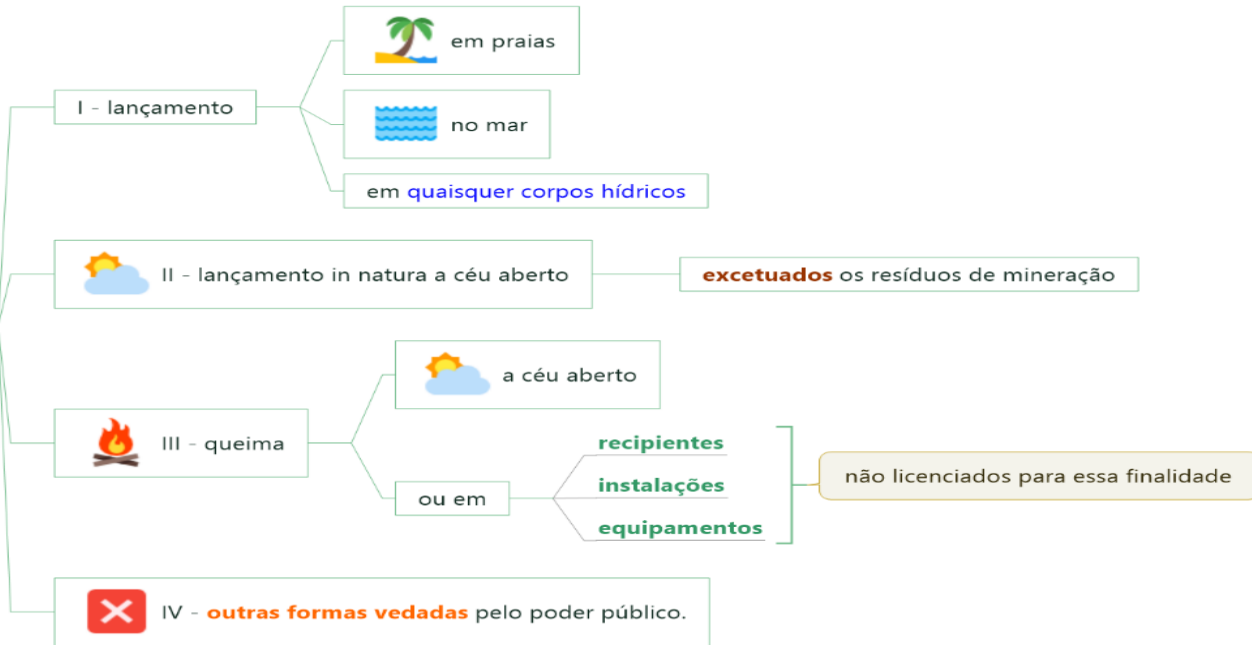 I - lançamento
em praias
no mar
em quaisquer corpos hídricos
II - lançamento in natura a céu aberto
excetuados os resíduos de mineração
III - queima
a céu aberto
ou em
recipientes
instalações
equipamentos
não licenciados para essa finalidade
IV - outras formas vedadas pelo poder público.